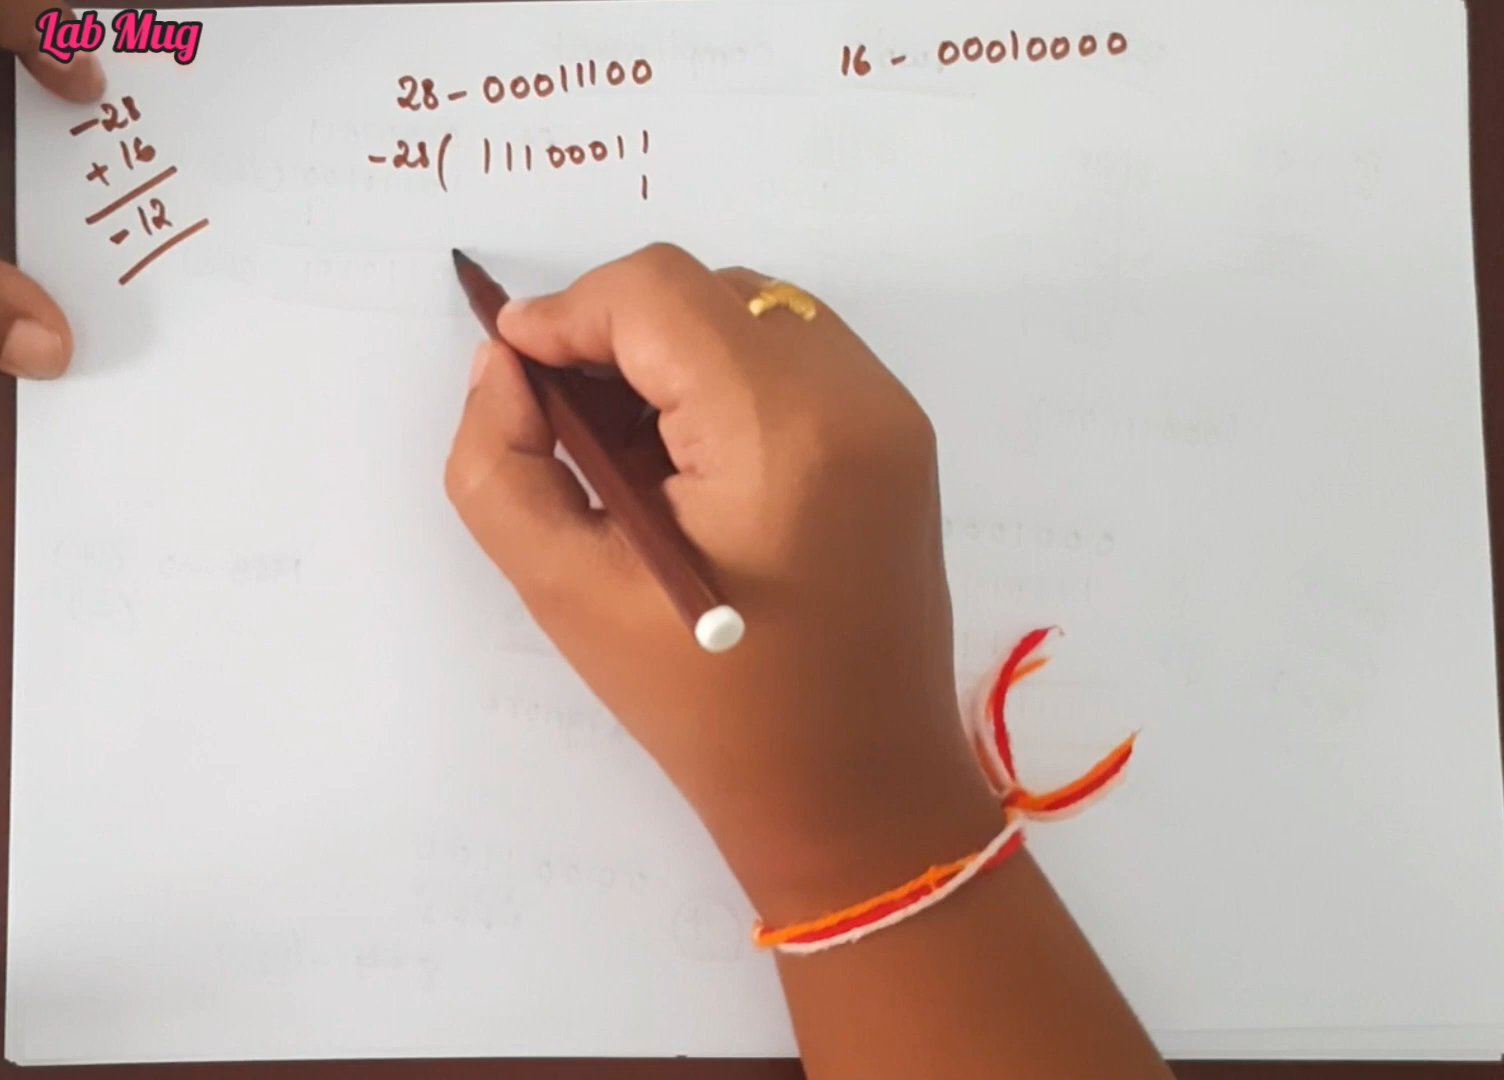 Lab Mug
-28
+ 16
-12
28 - 00011100
-28( 11100011
1
16 - 00010000